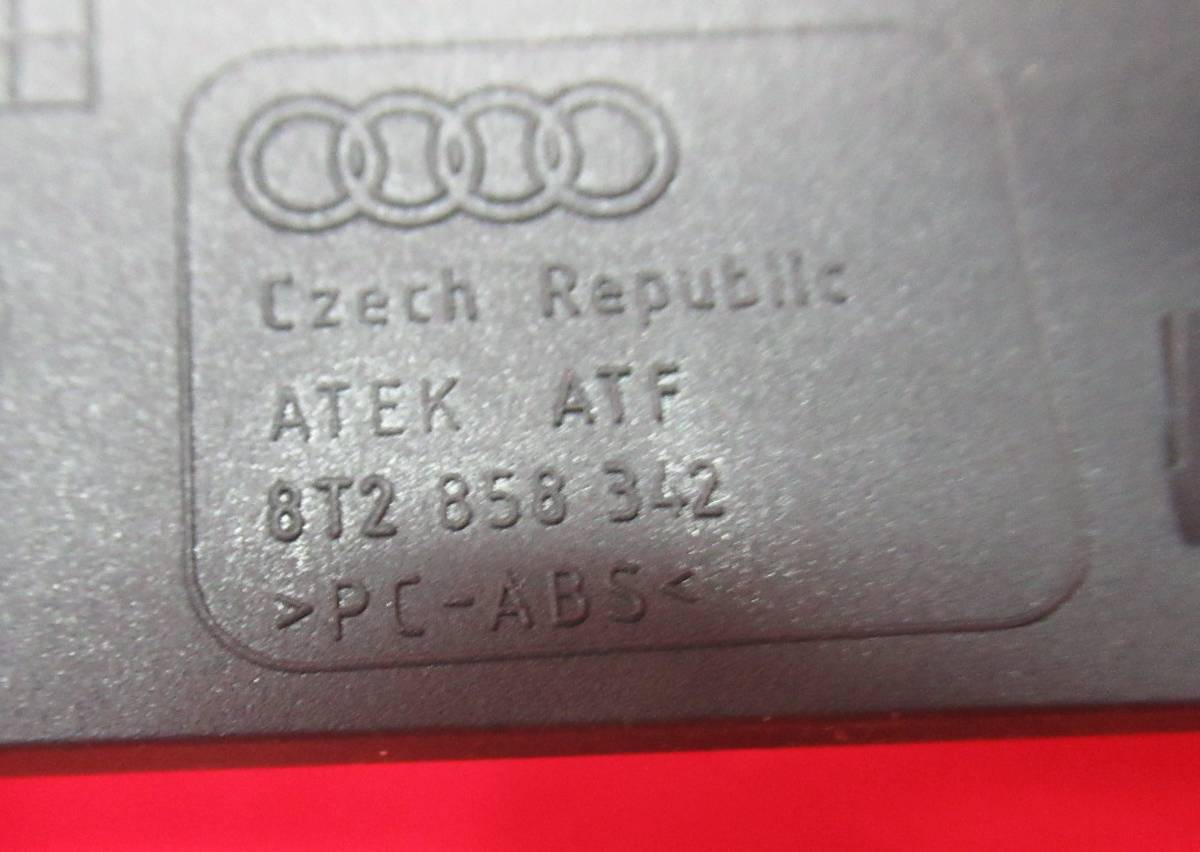 Czech Republic
ATEK ATF
8T2 858 342
>PC-ABS<